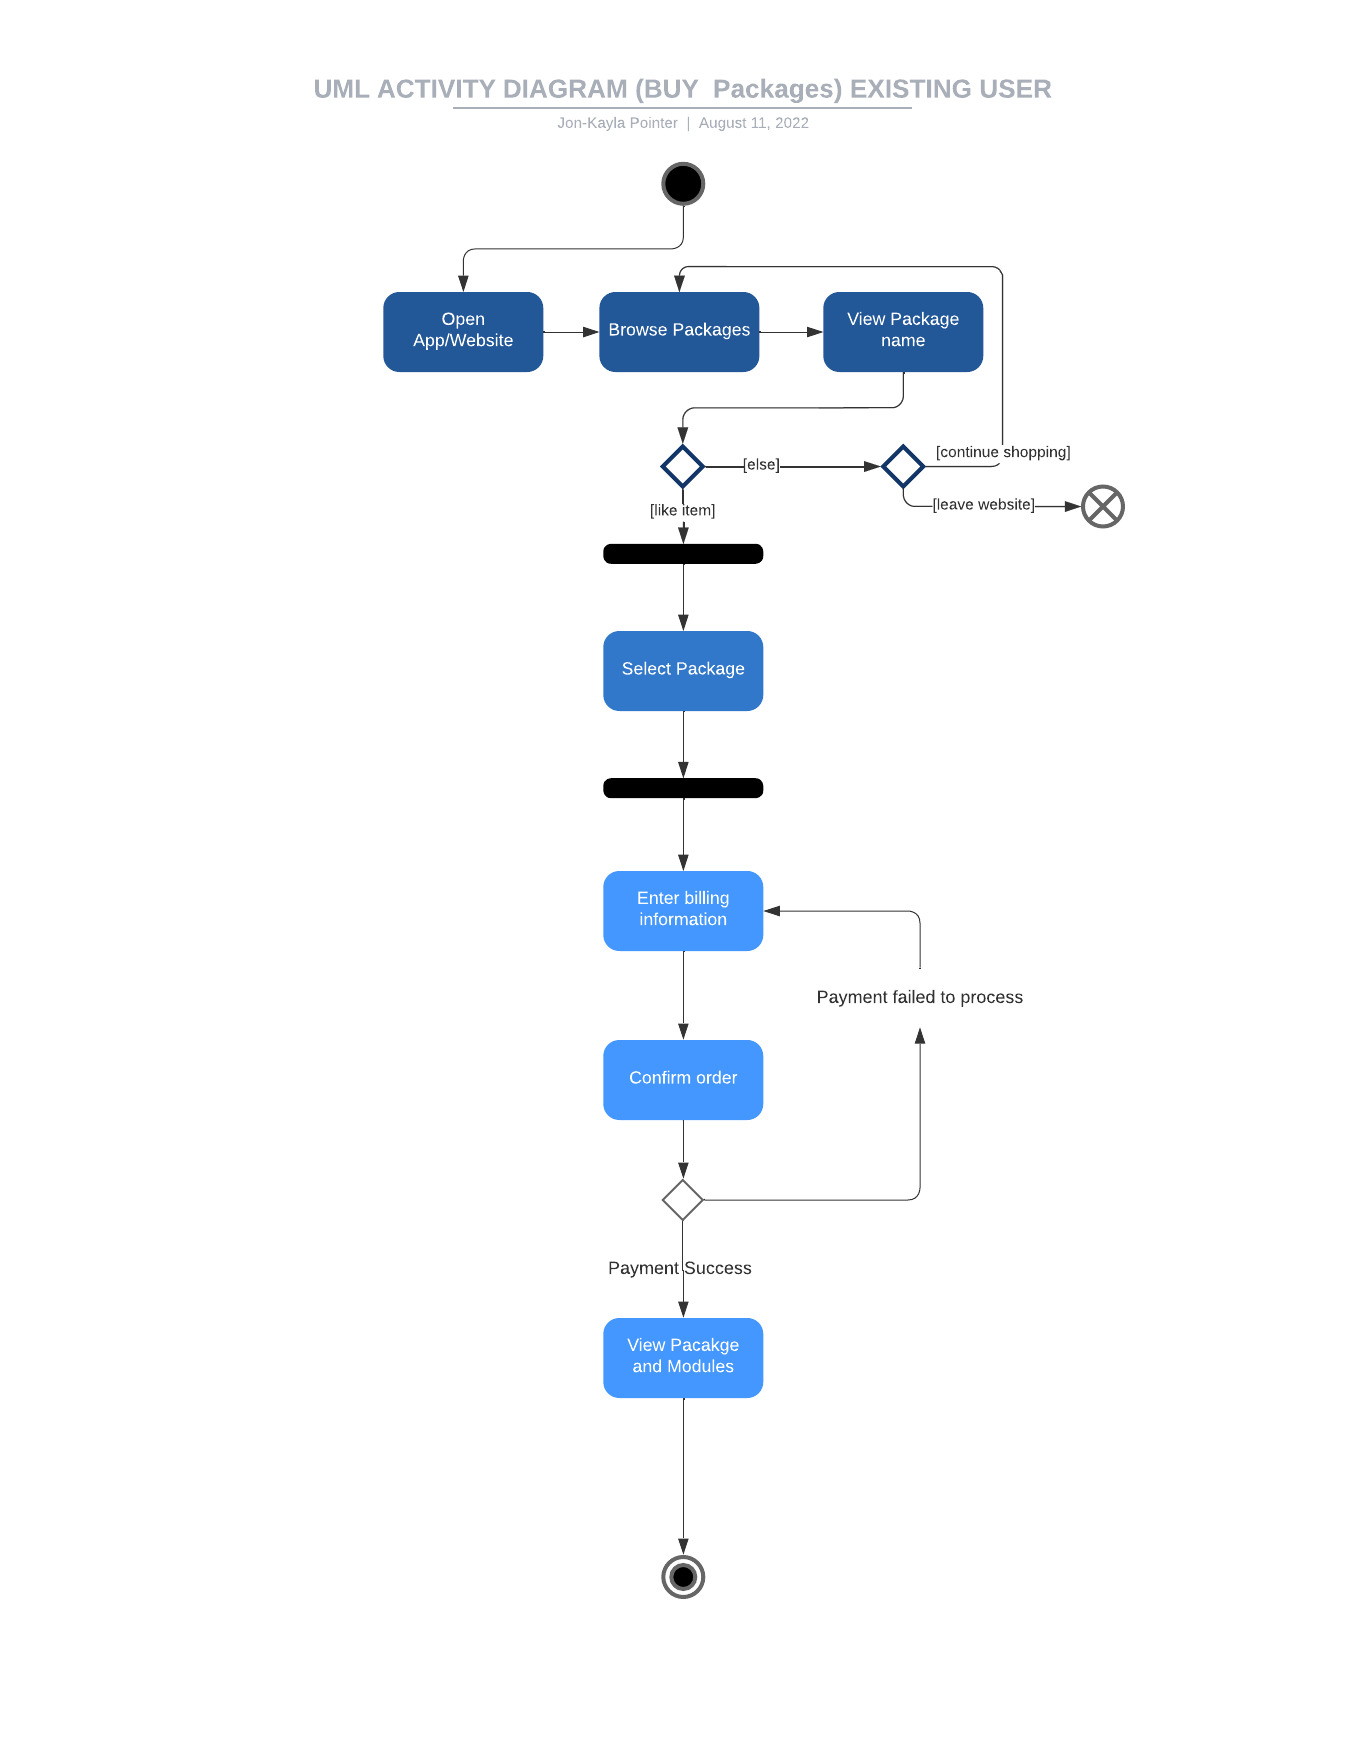 UML ACTIVITY DIAGRAM (BUY  Packages) EXISTING USER
Jon-Kayla Pointer  |  August 11, 2022
Open
App/Website
Browse Packages
View Package
name
[continue shopping]
[else]
[leave website]
[like item]
Select Package
Enter billing
information
Payment failed to process
Confirm order
Payment Success
View Pacakge
and Modules